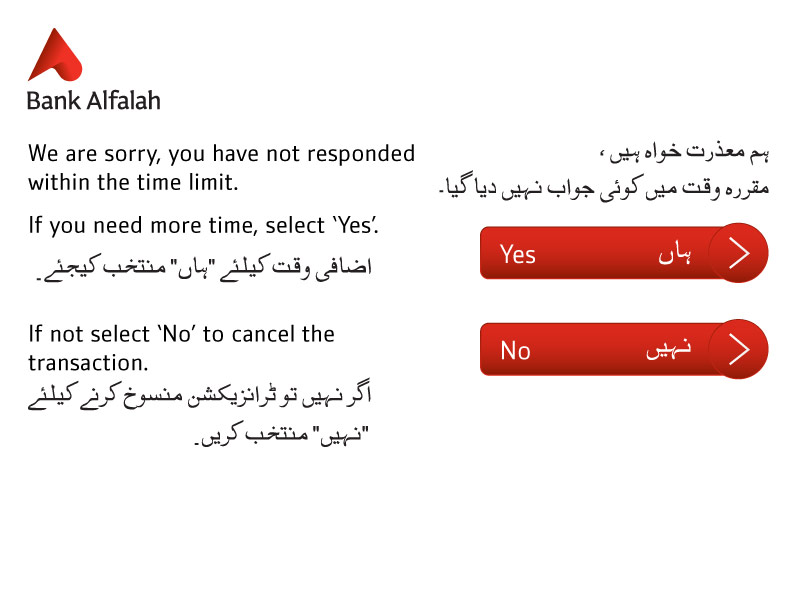 Bank Alfalah
We are sorry, you have not responded
within the time limit.
ہم معذرت خواہ ہیں ،
مقررہ وقت میں کوئی جواب نہیں دیا گیا۔
If you need more time, select ‘Yes’.
اضافی وقت کیلئے "ہاں" منتخب کیجئے۔
Yes ہاں
If not select ‘No’ to cancel the
transaction.
اگر نہیں تو ٹرانزیکشن منسوخ کرنے کیلئے
"نہیں" منتخب کریں۔
No نہیں